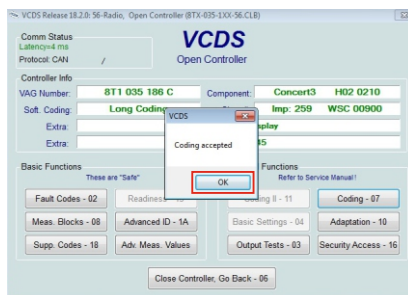 VCDS Release 18.2.0: 56-Radio, Open Controller (8TX-035-1XX-56.CLB)
Comm Status
Latency=4 ms
Protocol: CAN /
VCDS
Open Controller
Controller Info
VAG Number: 8T1 035 186 C Component: Concert3 H02 0210
Soft. Coding: Long Coding Imp: 259 WSC 00900
Extra:
Extra:
VCDS
Coding accepted
OK
Basic Functions
These are "Safe"
Functions
Refer to Service Manual!
Fault Codes - 02
Readiness
II - 11
Coding - 07
Meas. Blocks - 08
Advanced ID - 1A
Basic Settings - 04
Adaptation - 10
Supp. Codes - 18
Adv. Meas. Values
Output Tests - 03
Security Access - 16
Close Controller, Go Back - 06